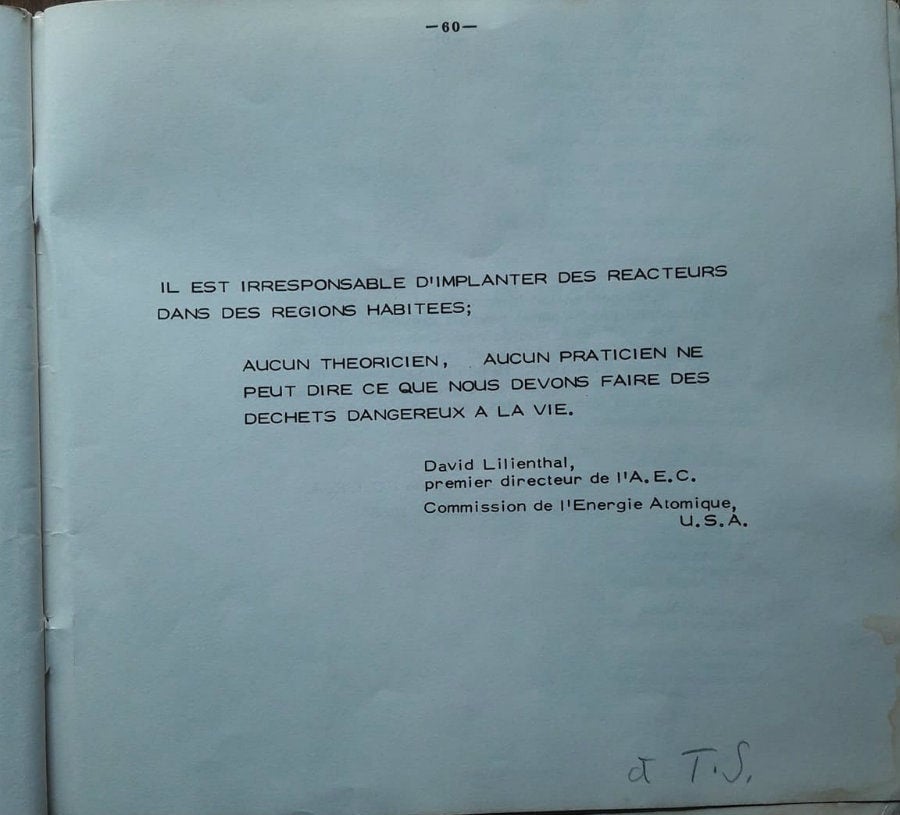 —60—
IL EST IRRESPONSABLE D'IMPLANTER DES REACTEURS
DANS DES REGIONS HABITEES;
AUCUN THEORICIEN, AUCUN PRATICIEN NE
PEUT DIRE CE QUE NOUS DEVONS FAIRE DES
DECHETS DANGEREUX A LA VIE.
David Lilienthal,
premier directeur de l'A.E.C.
Commission de l'Energie Atomique,
U.S.A.
T.S.